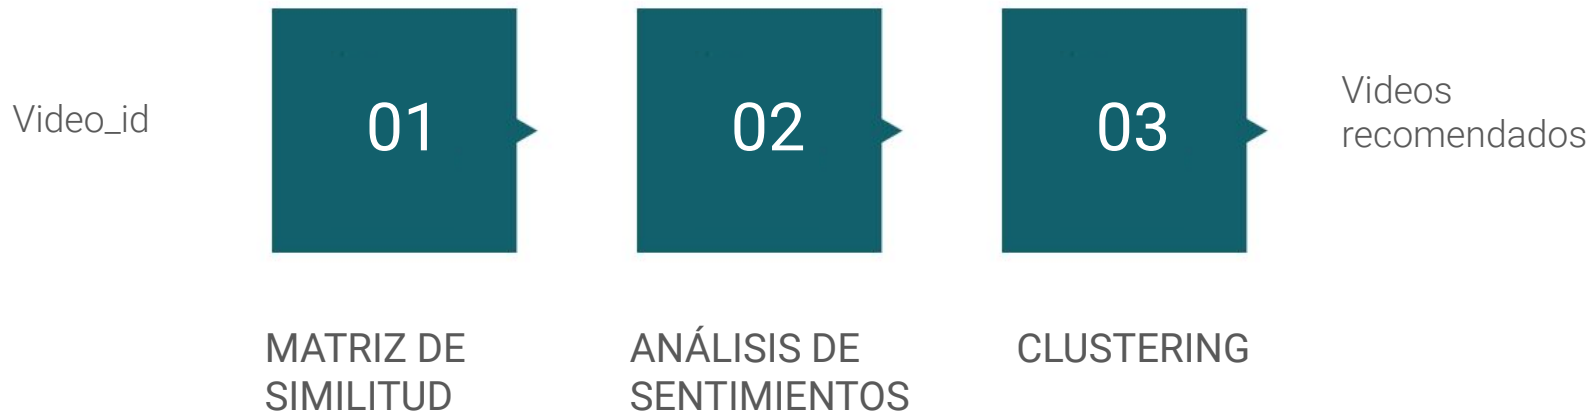 Video_id
01
02
03
Videos
recomendados
MATRIZ DE
SIMILITUD
ANÁLISIS DE
SENTIMIENTOS
CLUSTERING